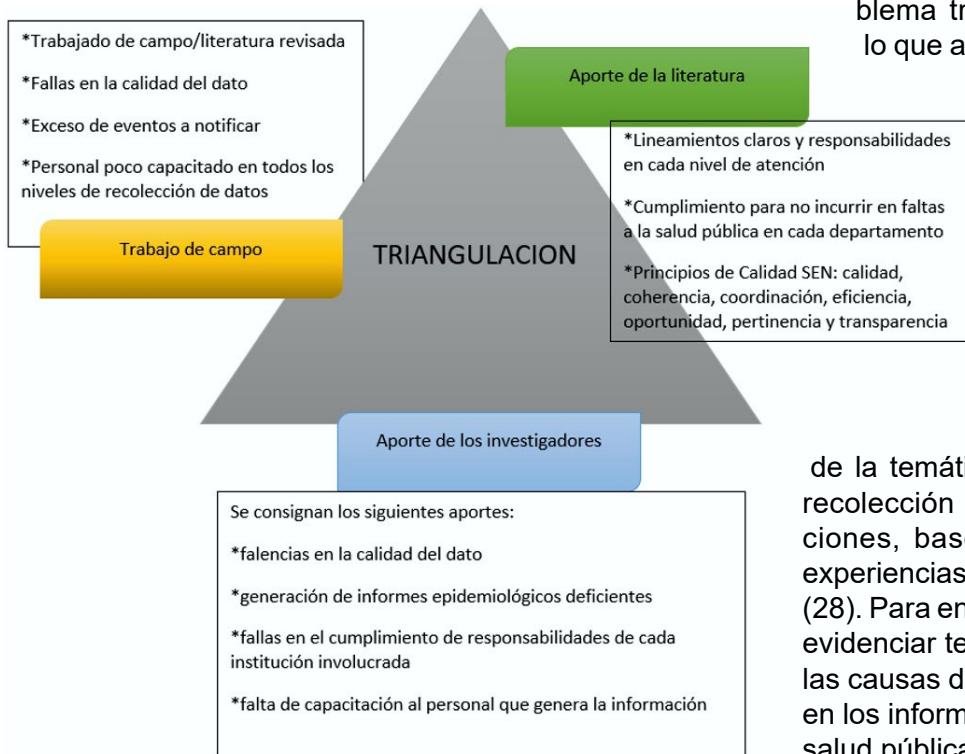 *Trabajado de campo/literatura revisada
*Fallas en la calidad del dato
*Exceso de eventos a notificar
*Personal poco capacitado en todos los
niveles de recolección de datos
Trabajo de campo
TRIANGULACION
Aporte de la literatura
*Lineamientos claros y responsabilidades
en cada nivel de atención
*Cumplimiento para no incurrir en faltas
a la salud pública en cada departamento
*Principios de Calidad SEN: calidad,
coherencia, coordinación, eficiencia,
oportunidad, pertinencia y transparencia
Aporte de los investigadores
Se consignan los siguientes aportes:
*falencias en la calidad del dato
*generación de informes epidemiológicos deficientes
*fallas en el cumplimiento de responsabilidades de cada
institución involucrada
*falta de capacitación al personal que genera la información
blema tr
lo que a
de la temáti
recolección
ciones, bas
experiencias
(28). Para en
evidenciar te
las causas d
en los inform
salud pública